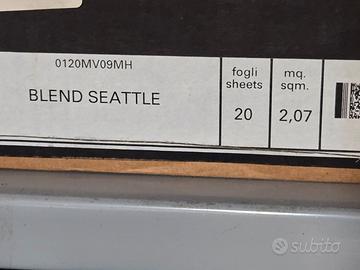 0120MV09MH
BLEND SEATTLE
fogli
sheets
20
mq.
sqm.
2,07
subito